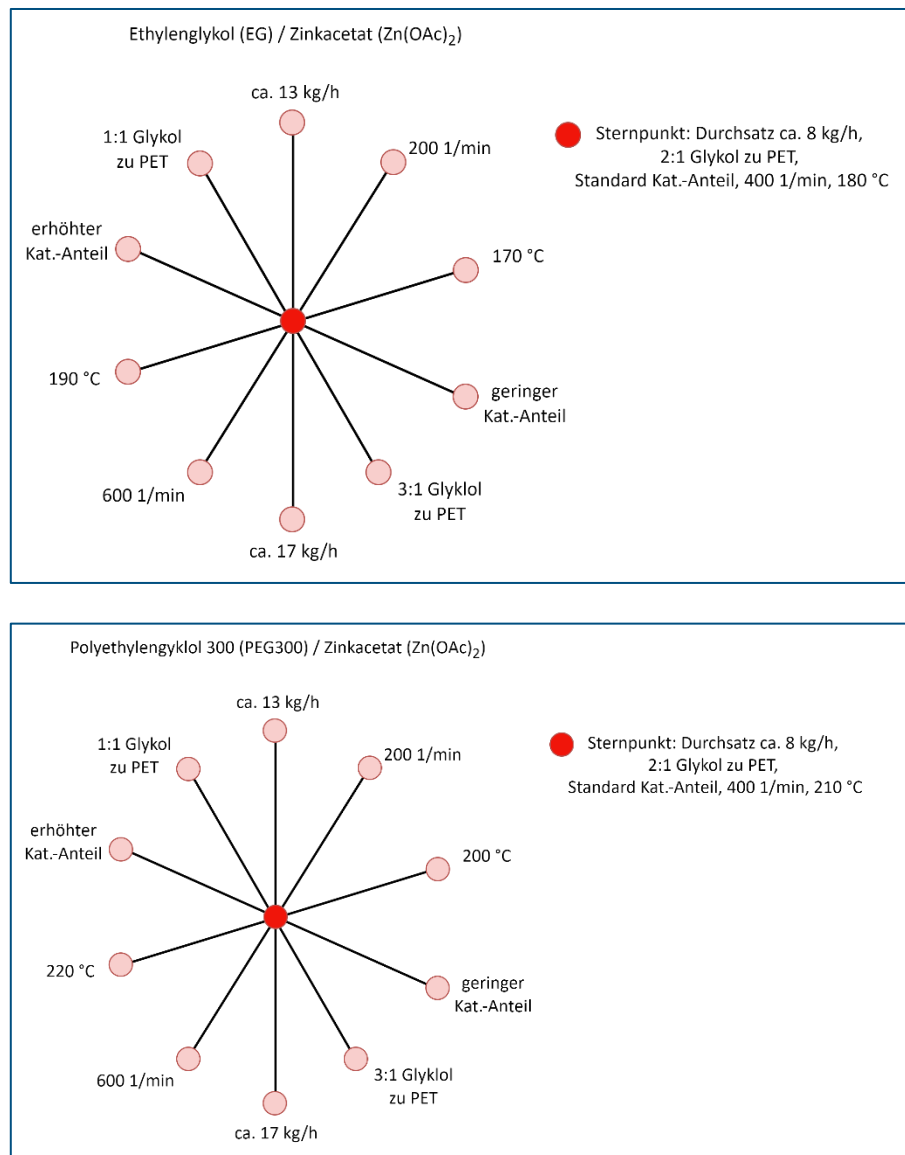 Ethylenglykol (EG) / Zinkacetat (Zn(OAc)2)
ca. 13 kg/h
1:1 Glykol
zu PET
200 1/min
Sternpunkt: Durchsatz ca. 8 kg/h,
2:1 Glykol zu PET,
Standard Kat.-Anteil, 400 1/min, 180 °C
erhöhter
Kat.-Anteil
170 °C
190 °C
geringer
Kat.-Anteil
600 1/min
3:1 Glyklol
zu PET
ca. 17 kg/h
Polyethylengyklol 300 (PEG300) / Zinkacetat (Zn(OAc)2)
ca. 13 kg/h
1:1 Glykol
zu PET
200 1/min
Sternpunkt: Durchsatz ca. 8 kg/h,
2:1 Glykol zu PET,
Standard Kat.-Anteil, 400 1/min, 210 °C
erhöhter
Kat.-Anteil
200 °C
220 °C
geringer
Kat.-Anteil
600 1/min
3:1 Glyklol
zu PET
ca. 17 kg/h